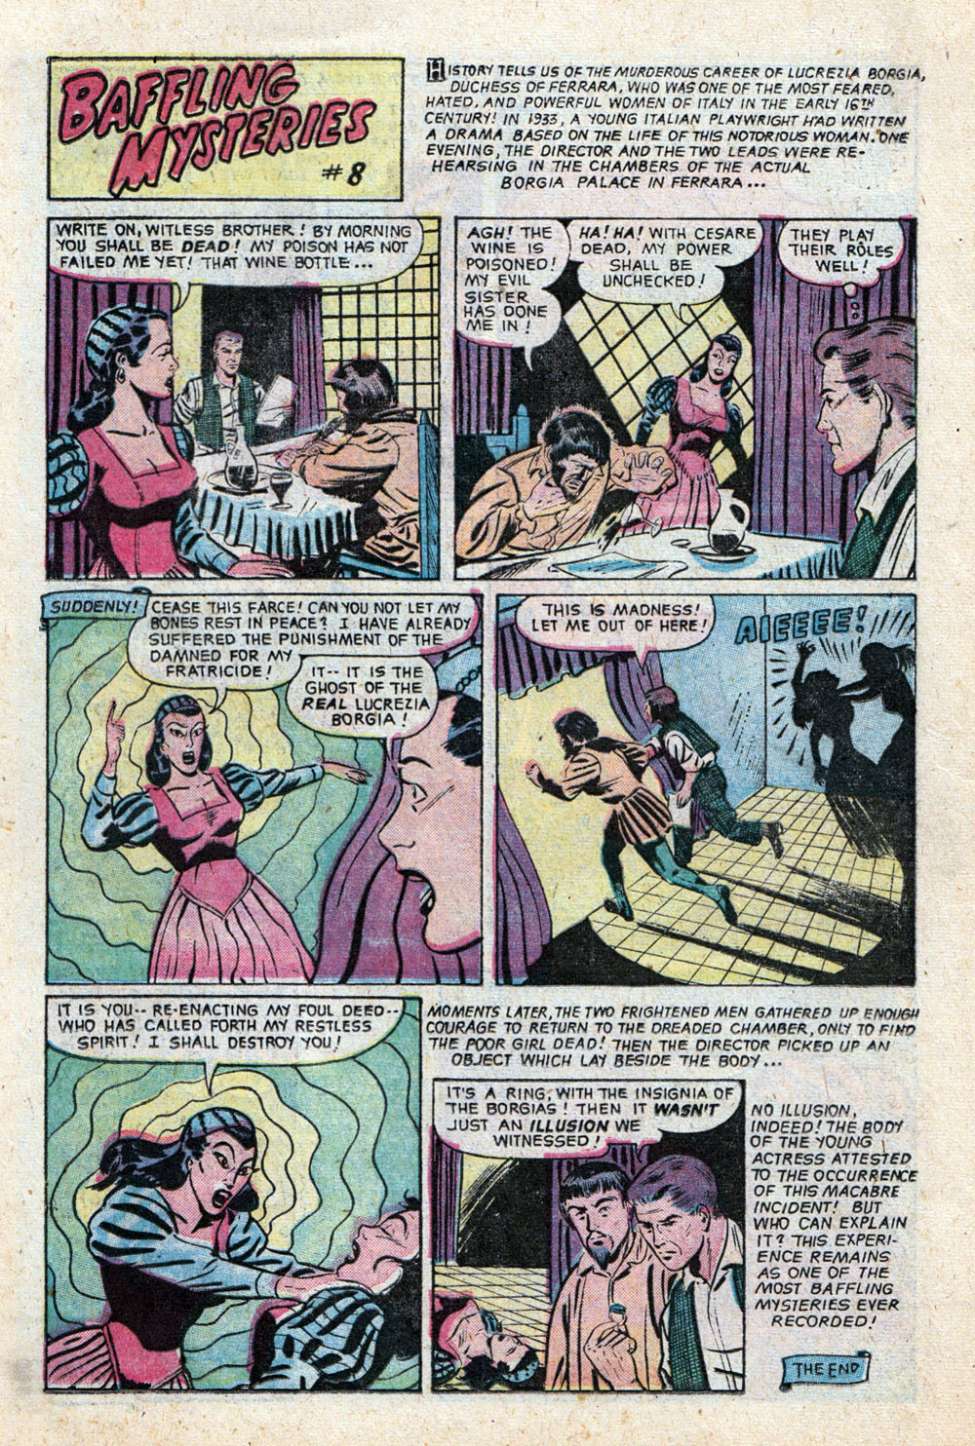 BAFFLING
MYSTERIES
#8
HISTORY TELLS US OF THE MURDEROUS CAREER OF LUCREZIA BORGIA,
DUCHESS OF FERRARA, WHO WAS ONE OF THE MOST FEARED,
HATED, AND POWERFUL WOMEN OF ITALY IN THE EARLY 16TH
CENTURY! IN 1933, A YOUNG ITALIAN PLAYWRIGHT HAD WRITTEN
A DRAMA BASED ON THE LIFE OF THIS NOTORIOUS WOMAN. ONE
EVENING, THE DIRECTOR AND THE TWO LEADS WERE RE-
HEARSING IN THE CHAMBERS OF THE ACTUAL
BORGIA PALACE IN FERRARA...
WRITE ON, WITLESS BROTHER! BY MORNING
YOU SHALL BE DEAD! MY POISON HAS NOT
FAILED ME YET! THAT WINE BOTTLE...
AGH! THE
WINE IS
POISONED!
MY EVIL
SISTER
HAS DONE
ME IN!
HA! HA! WITH CESARE
DEAD, MY POWER
SHALL BE
UNCHECKED!
THEY PLAY
THEIR RÔLES
WELL!
SUDDENLY!
CEASE THIS FARCE! CAN YOU NOT LET MY
BONES REST IN PEACE? I HAVE ALREADY
SUFFERED THE PUNISHMENT OF THE
DAMNED FOR MY
FRATRICIDE!
IT-- IT IS THE
GHOST OF THE
REAL LUCREZIA
BORGIA!
THIS IS MADNESS!
LET ME OUT OF HERE!
AIEEEE!
IT IS YOU-- RE-ENACTING MY FOUL DEED--
WHO HAS CALLED FORTH MY RESTLESS
SPIRIT! I SHALL DESTROY YOU!
MOMENTS LATER, THE TWO FRIGHTENED MEN GATHERED UP ENOUGH
COURAGE TO RETURN TO THE DREADED CHAMBER, ONLY TO FIND
THE POOR GIRL DEAD! THEN THE DIRECTOR PICKED UP AN
OBJECT WHICH LAY BESIDE THE BODY...
IT'S A RING, WITH THE INSIGNIA OF
THE BORGIAS! THEN IT WASN'T
JUST AN ILLUSION WE
WITNESSED!
NO ILLUSION,
INDEED! THE BODY
OF THE YOUNG
ACTRESS ATTESTED
TO THE OCCURRENCE
OF THIS MACABRE
INCIDENT! BUT
WHO CAN EXPLAIN
IT? THIS EXPERI-
ENCE REMAINS
AS ONE OF THE
MOST BAFFLING
MYSTERIES EVER
RECORDED!
THE END